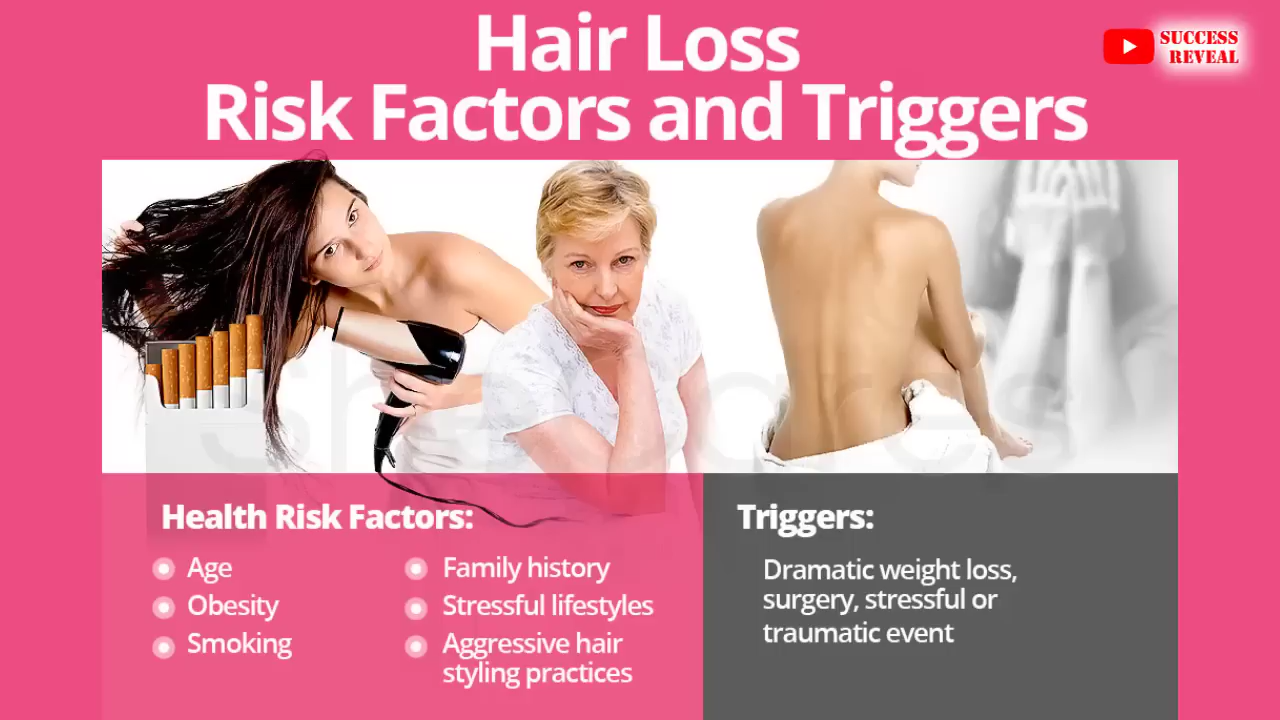 Hair Loss
Risk Factors and Triggers
SUCCESS
REVEAL
Health Risk Factors:
Age
Obesity
Smoking
Family history
Stressful lifestyles
Aggressive hair
styling practices
Triggers:
Dramatic weight loss,
surgery, stressful or
traumatic event